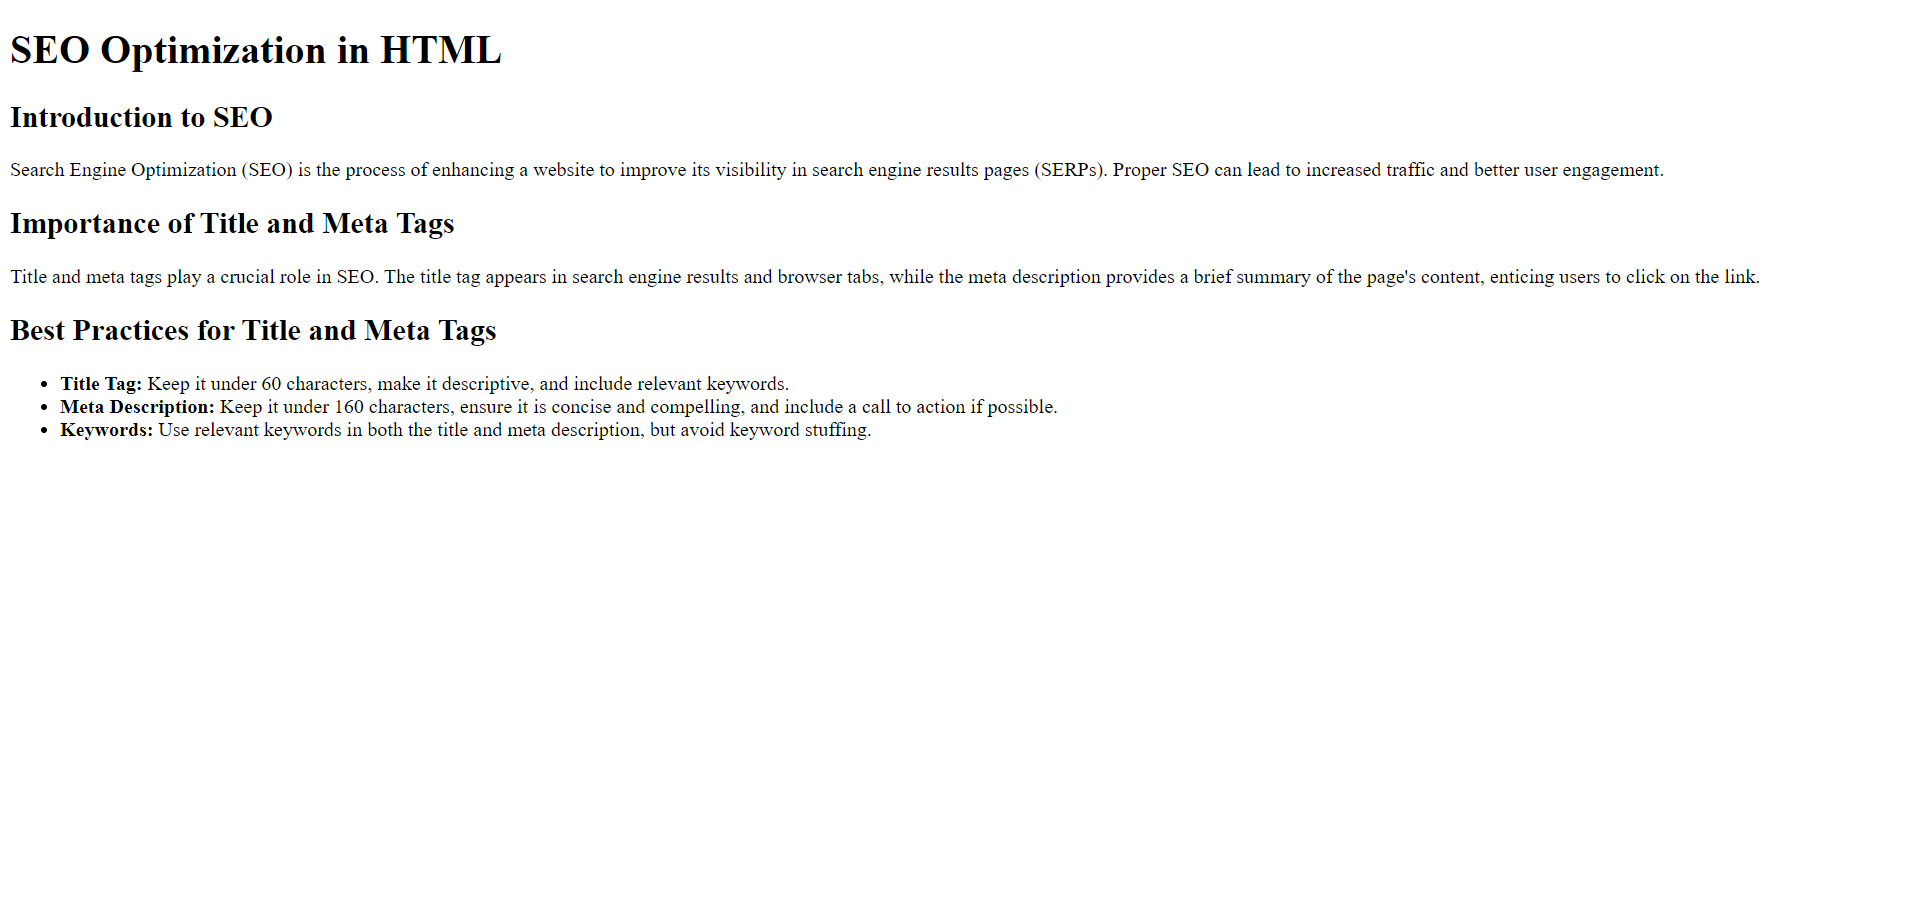 SEO Optimization in HTML
Introduction to SEO
Search Engine Optimization (SEO) is the process of enhancing a website to improve its visibility in search engine results pages (SERPs). Proper SEO can lead to increased traffic and better user engagement.
Importance of Title and Meta Tags
Title and meta tags play a crucial role in SEO. The title tag appears in search engine results and browser tabs, while the meta description provides a brief summary of the page's content, enticing users to click on the link.
Best Practices for Title and Meta Tags
• Title Tag: Keep it under 60 characters, make it descriptive, and include relevant keywords.
• Meta Description: Keep it under 160 characters, ensure it is concise and compelling, and include a call to action if possible.
• Keywords: Use relevant keywords in both the title and meta description, but avoid keyword stuffing.